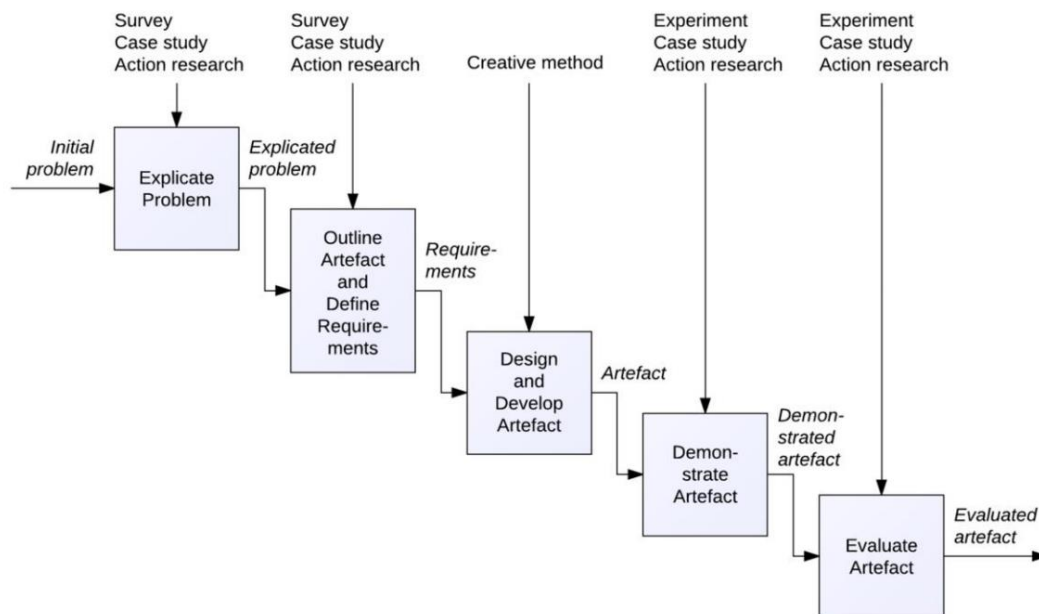 Survey
Case study
Action research
Survey
Case study
Action research
Creative method
Experiment
Case study
Action research
Experiment
Case study
Action research
Initial
problem
Explicate
Problem
Explicated
problem
Outline
Artefact
and
Define
Require-
ments
Require-
ments
Design
and
Develop
Artefact
Artefact
Demon-
strate
Artefact
Demon-
strated
artefact
Evaluate
Artefact
Evaluated
artefact